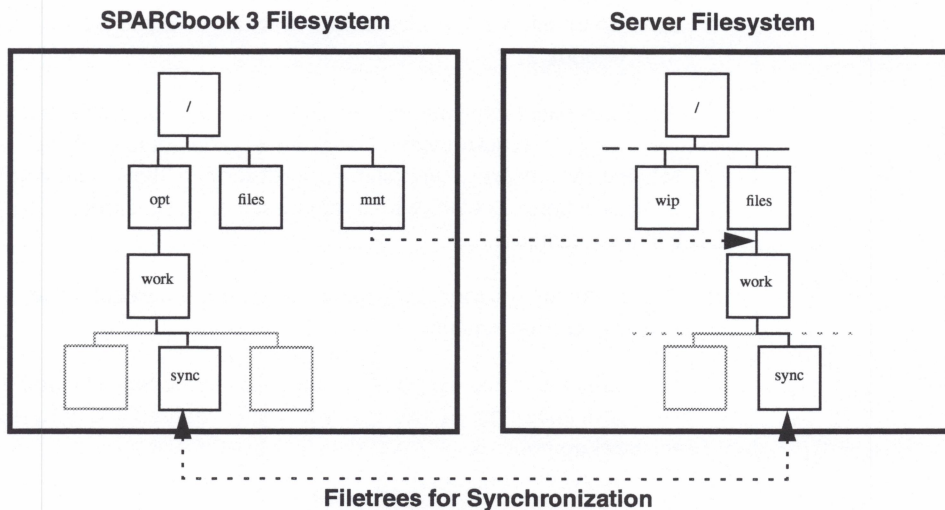 SPARCbook 3 Filesystem
Server Filesystem
/
/
opt
files
mnt
wip
files
work
work
sync
sync
Filetrees for Synchronization